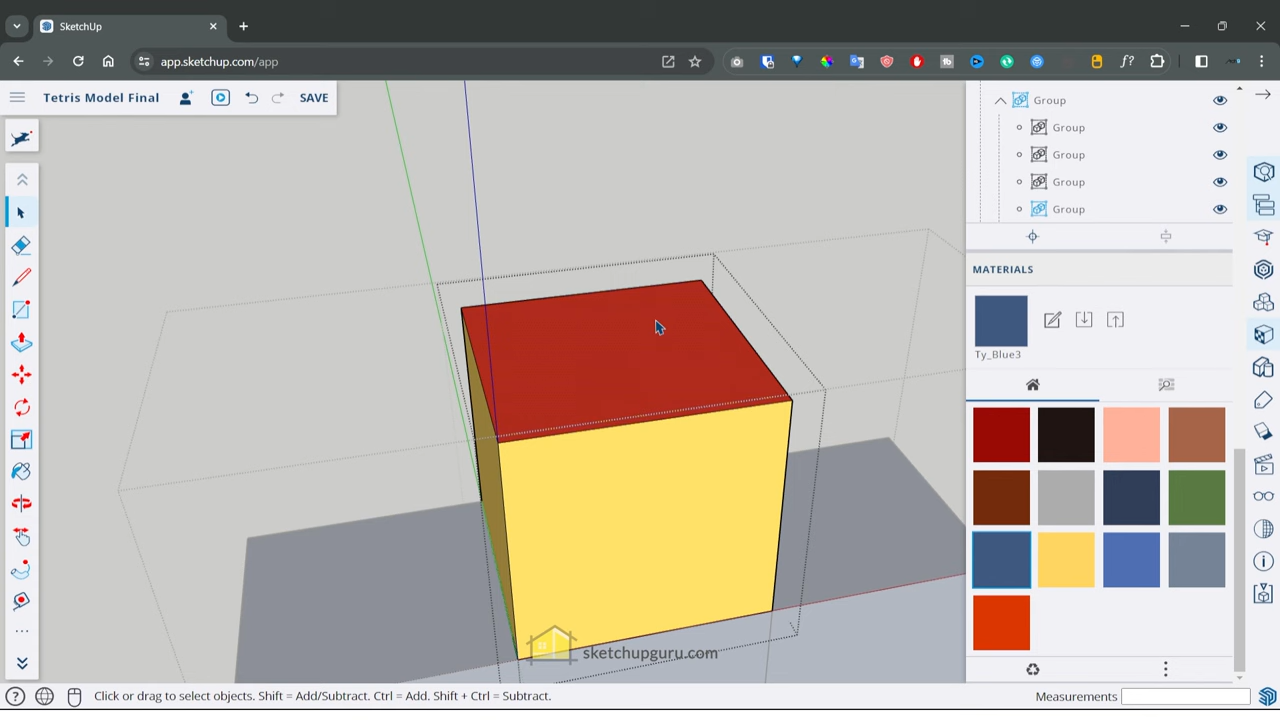 SketchUp
app.sketchup.com/app
Tetris Model Final
SAVE
Group
Group
Group
Group
Group
MATERIALS
Ty_Blue3
sketchupguru.com
Click or drag to select objects. Shift = Add/Subtract. Ctrl = Add. Shift + Ctrl = Subtract.
Measurements